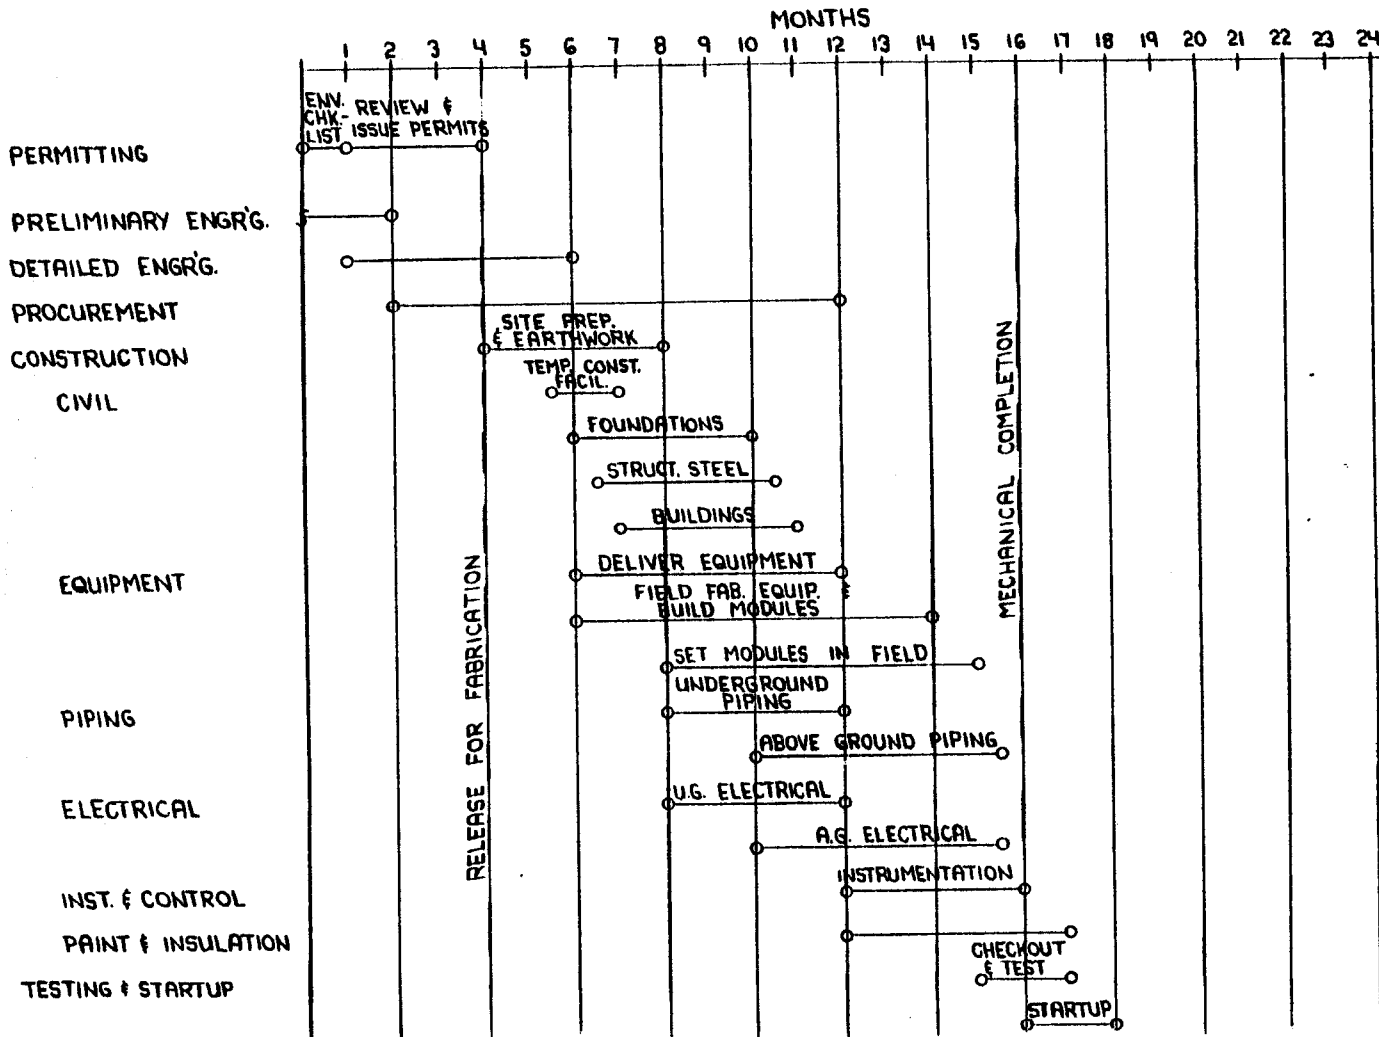 MONTHS
1 2 3 4 5 6 7 8 9 10 11 12 13 14 15 16 17 18 19 20 21 22 23 24
ENV.
CHK- REVIEW &
LIST ISSUE PERMITS
PERMITTING
PRELIMINARY ENGR'G.
DETAILED ENGR'G.
PROCUREMENT
SITE PREP.
& EARTHWORK
CONSTRUCTION
TEMP. CONST.
FACIL.
CIVIL
FOUNDATIONS
STRUCT. STEEL
BUILDINGS
DELIVER EQUIPMENT
EQUIPMENT
FIELD FAB. EQUIP. &
BUILD MODULES
SET MODULES IN FIELD
UNDERGROUND
PIPING
PIPING
ABOVE GROUND PIPING
U.G. ELECTRICAL
ELECTRICAL
A.G. ELECTRICAL
INSTRUMENTATION
INST. & CONTROL
PAINT & INSULATION
CHECKOUT
& TEST
TESTING & STARTUP
STARTUP
RELEASE FOR FABRICATION
MECHANICAL COMPLETION